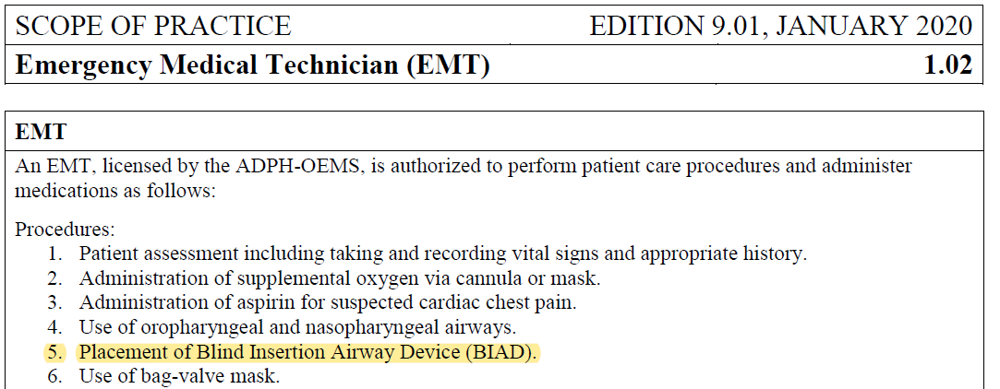 SCOPE OF PRACTICE EDITION 9.01, JANUARY 2020
Emergency Medical Technician (EMT) 1.02
EMT
An EMT, licensed by the ADPH-OEMS, is authorized to perform patient care procedures and administer
medications as follows:
Procedures:
1. Patient assessment including taking and recording vital signs and appropriate history.
2. Administration of supplemental oxygen via cannula or mask.
3. Administration of aspirin for suspected cardiac chest pain.
4. Use of oropharyngeal and nasopharyngeal airways.
5. Placement of Blind Insertion Airway Device (BIAD).
6. Use of bag-valve mask.